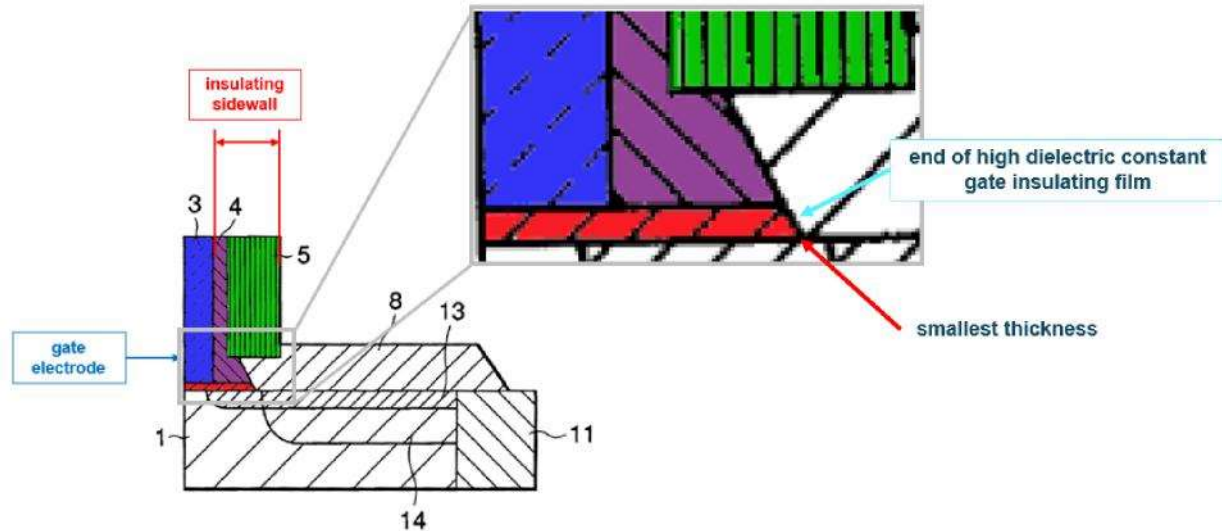 insulating
sidewall
end of high dielectric constant
gate insulating film
3
4
5
smallest thickness
8
13
gate
electrode
1
11
14